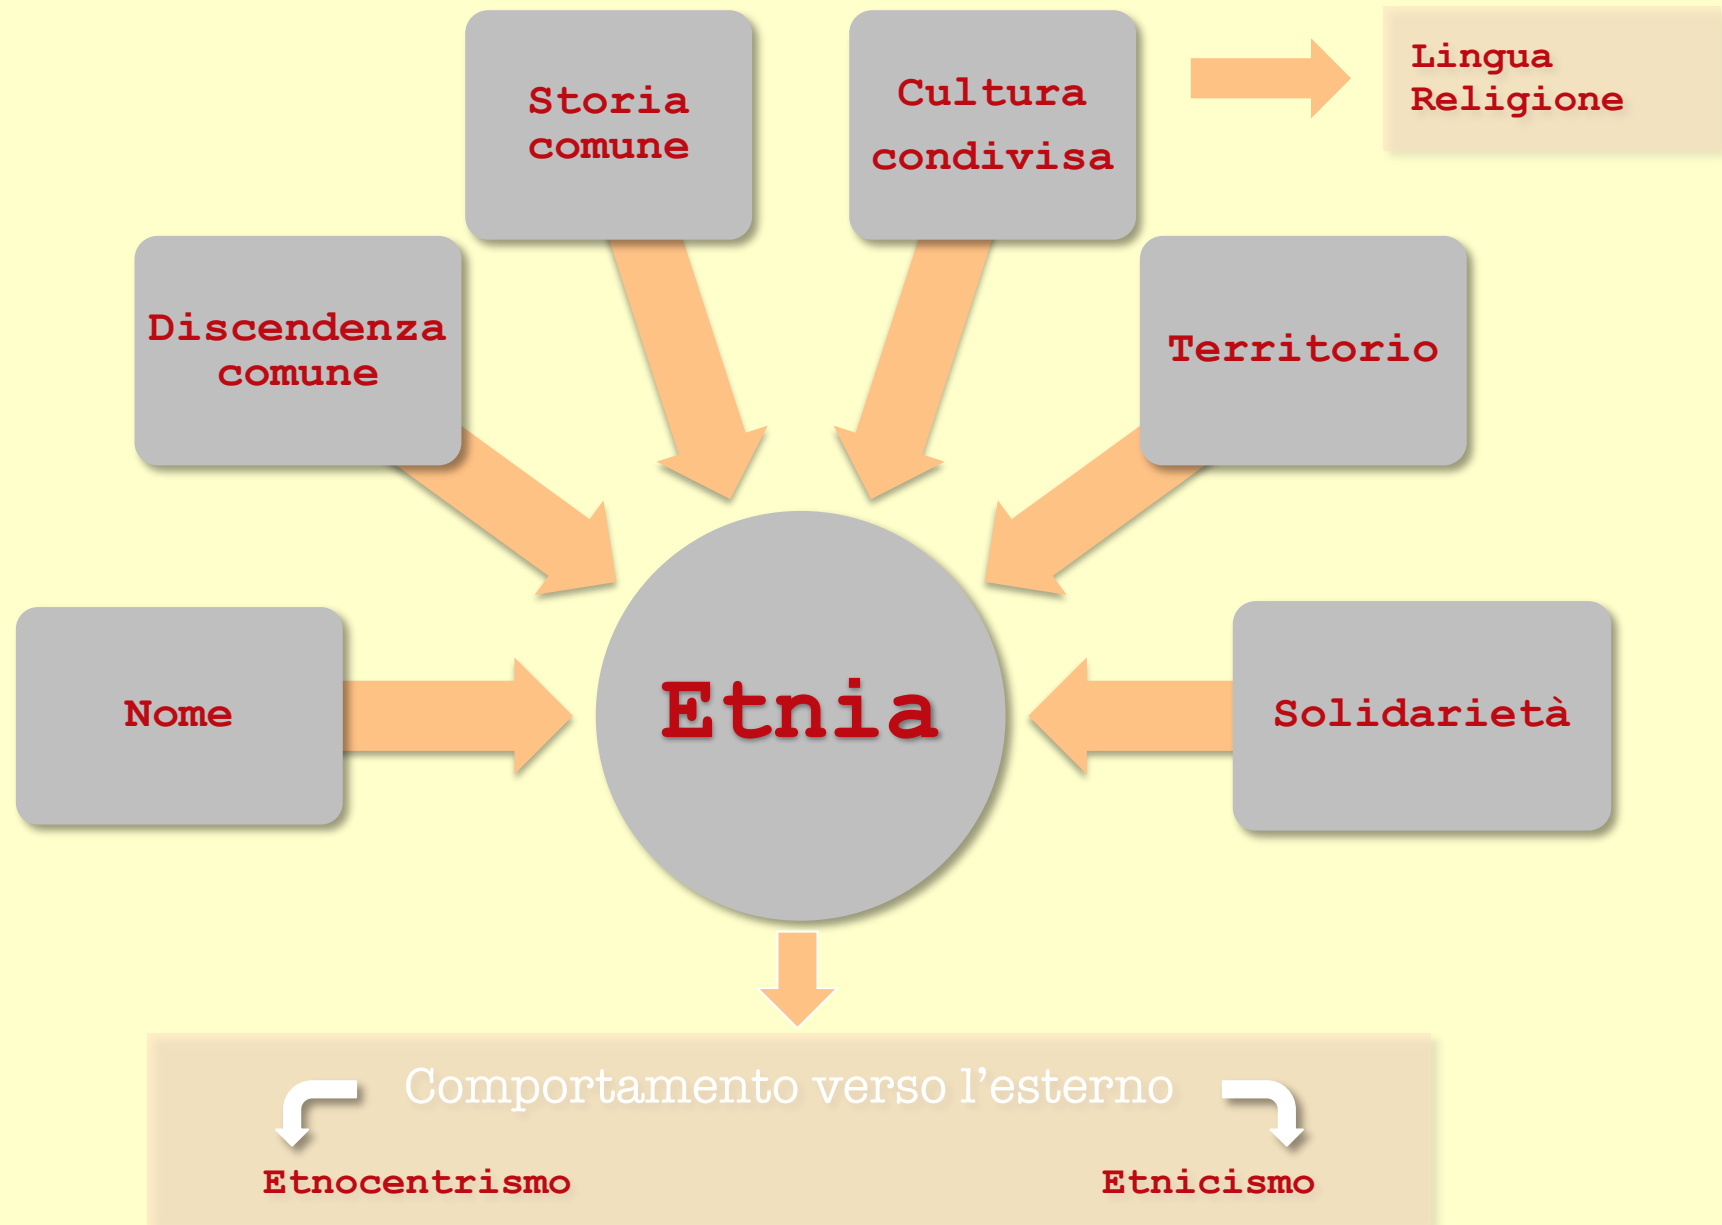 Storia
comune
Cultura
condivisa
Lingua
Religione
Discendenza
comune
Territorio
Nome
Etnia
Solidarietà
Comportamento verso l'esterno
Etnocentrismo
Etnicismo